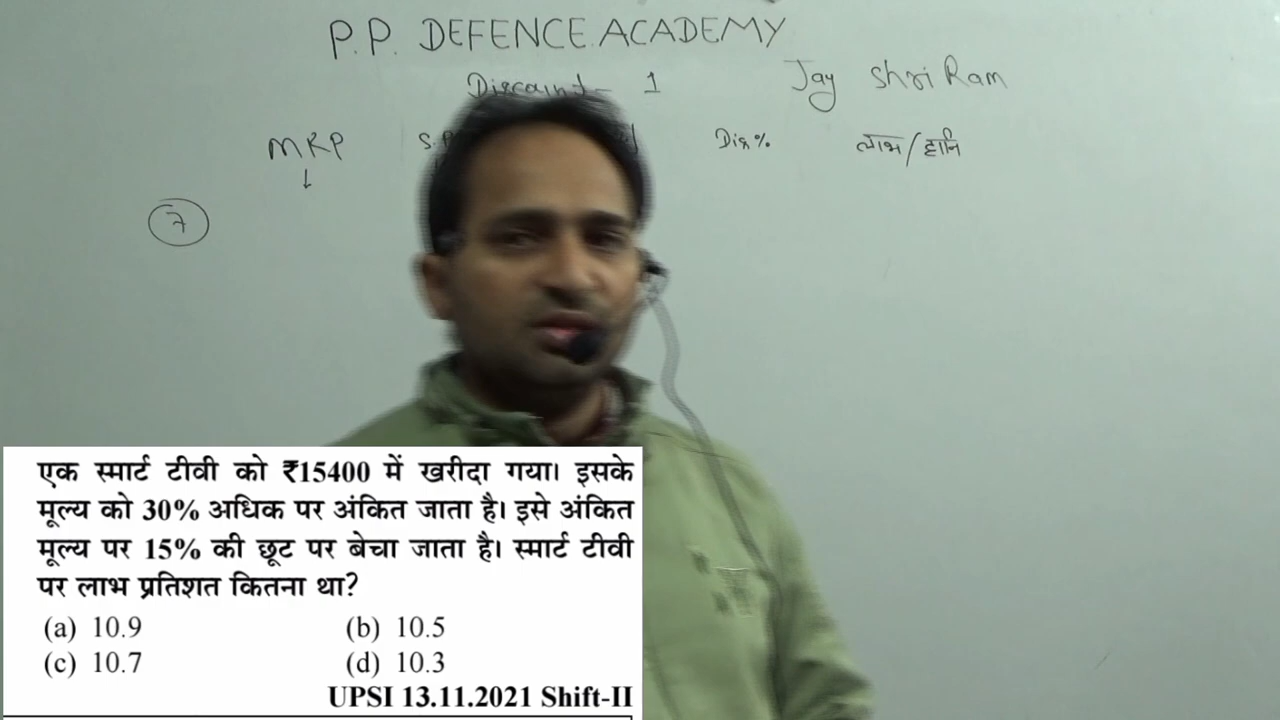 P.P. DEFENCE ACADEMY
Discount - 1 Jay Shri Ram
MRP Dis% लाभ/हानि
7
एक स्मार्ट टीवी को ₹15400 में खरीदा गया। इसके
मूल्य को 30% अधिक पर अंकित जाता है। इसे अंकित
मूल्य पर 15% की छूट पर बेचा जाता है। स्मार्ट टीवी
पर लाभ प्रतिशत कितना था?
(a) 10.9 (b) 10.5
(c) 10.7 (d) 10.3
UPSI 13.11.2021 Shift-II